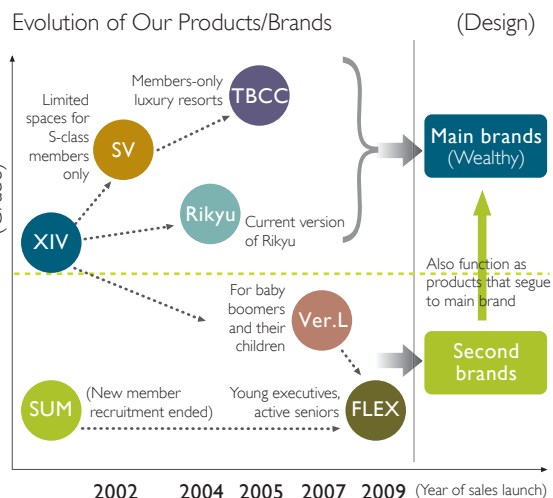 Evolution of Our Products/Brands
(Design)
Members-only
luxury resorts
TBCC
Limited
spaces for
S-class
members
only
SV
Main brands
(Wealthy)
Rikyu
Current version
of Rikyu
XIV
Also function as
products that segue
to main brand
For baby
boomers
and their
children
Ver.L
Second
brands
SUM
(New member
recruitment ended)
Young executives,
active seniors
FLEX
2002 2004 2005 2007 2009 (Year of sales launch)